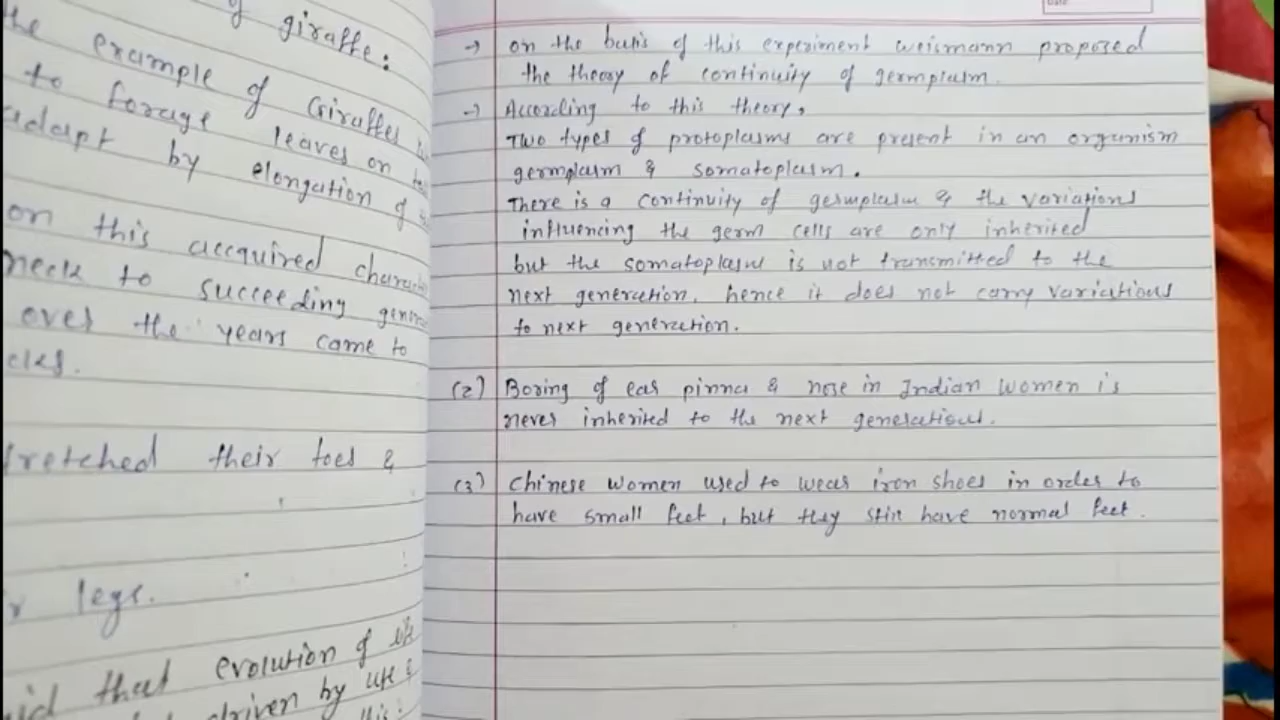 giraffe:
the example of Giraffes
to forage leaves on
adapt by elongation of
on this accquired
neck to succeeding
over the years came to
tretched their toes &
legs.
that evolution of life
driven by use &
this:
→ on the basis of this experiment weismann proposed
the theory of continuity of germplasm.
→ According to this theory,
Two types of protoplasms are present in an organism
germplasm & somatoplasm.
There is a continuity of germplasm & the variations
influencing the germ cells are only inherited
but the somatoplasm is not transmitted to the
next generation, hence it does not carry variations
to next generation.
(2) Boring of ear pinna & nose in Indian women is
never inherited to the next generations.
(3) Chinese women used to wear iron shoes in order to
have small feet, but they still have normal feet.
Date